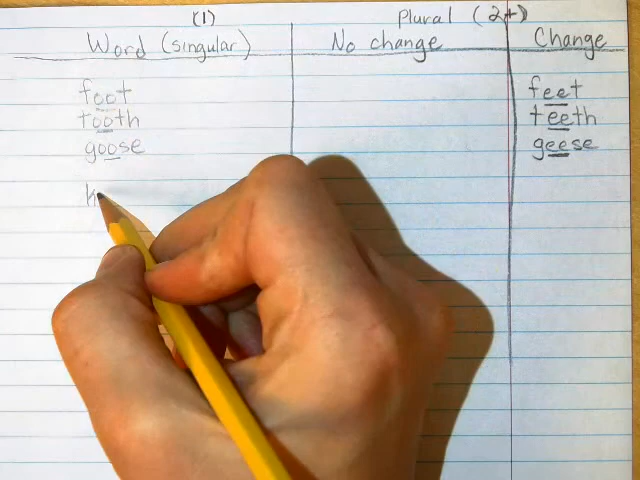 (1) Plural (2+)
Word (singular) No change Change
foot feet
tooth teeth
goose geese